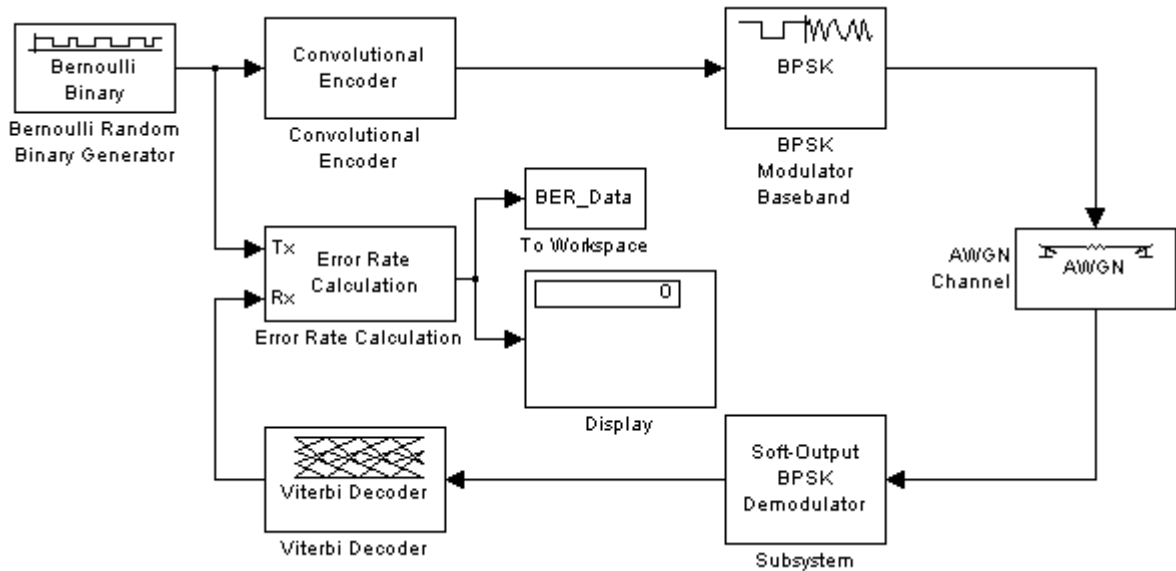 Bernoulli
Binary
Bernoulli Random
Binary Generator
Convolutional
Encoder
Convolutional
Encoder
BPSK
BPSK
Modulator
Baseband
BER_Data
To Workspace
Tx
Rx
Error Rate
Calculation
Error Rate Calculation
0
Display
AWGN
Channel
AWGN
Viterbi Decoder
Viterbi Decoder
Soft-Output
BPSK
Demodulator
Subsystem